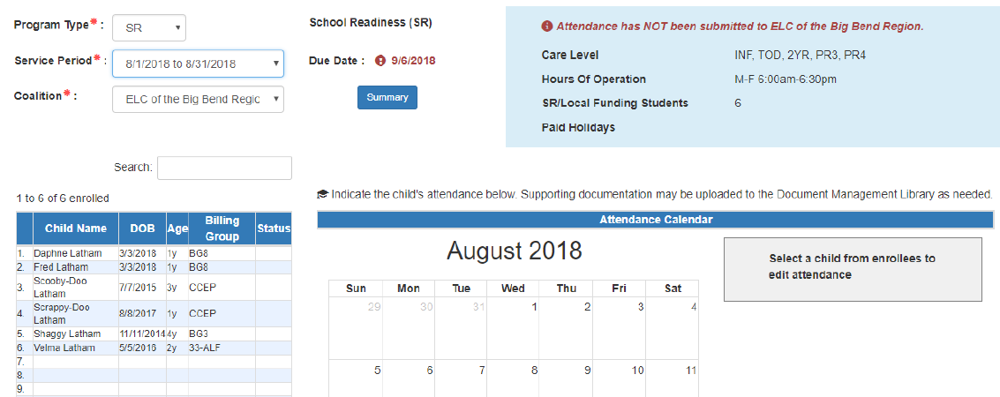 Program Type* : SR School Readiness (SR)
Service Period* : 8/1/2018 to 8/31/2018 Due Date : 9/6/2018
Coalition* : ELC of the Big Bend Regio Summary
Attendance has NOT been submitted to ELC of the Big Bend Region.
Care Level INF, TOD, 2YR, PR3, PR4
Hours Of Operation M-F 6:00am-6:30pm
SR/Local Funding Students 6
Paid Holidays
Search:
1 to 6 of 6 enrolled
Child Name DOB Age Billing Group Status
1. Daphne Latham 3/3/2018 1y BG8
2. Fred Latham 3/3/2018 1y BG8
3. Scooby-Doo Latham 7/7/2015 3y CCEP
4. Scrappy-Doo Latham 8/8/2017 1y CCEP
5. Shaggy Latham 11/11/2014 4y BG3
6. Velma Latham 5/5/2016 2y 33-ALF
7.
8.
9.
Indicate the child's attendance below. Supporting documentation may be uploaded to the Document Management Library as needed.
Attendance Calendar
August 2018
Sun Mon Tue Wed Thu Fri Sat
29 30 31 1 2 3 4
5 6 7 8 9 10 11
Select a child from enrollees to
edit attendance